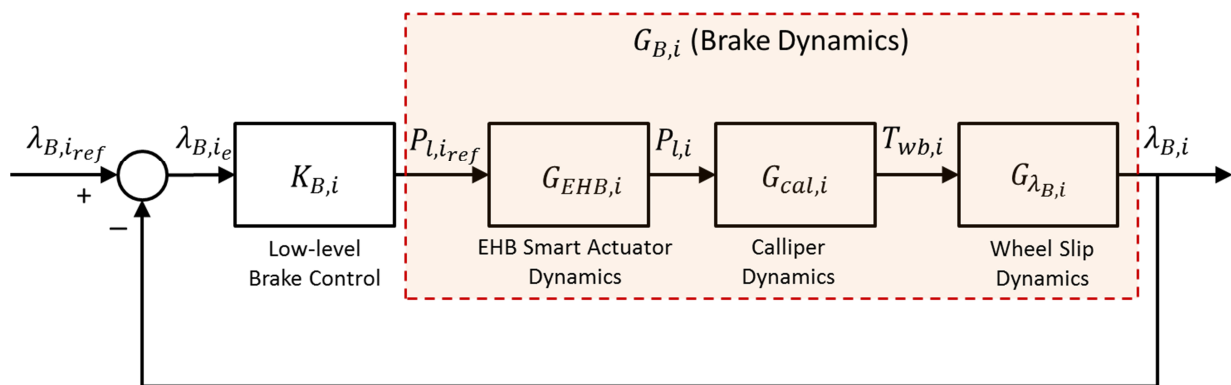 G_{B,i} (Brake Dynamics)
λ_{B,i_{ref}}
+
−
λ_{B,i_e}
K_{B,i}
Low-level
Brake Control
P_{l,i_{ref}}
G_{EHB,i}
EHB Smart Actuator
Dynamics
P_{l,i}
G_{cal,i}
Calliper
Dynamics
T_{wb,i}
G_{λ_{B,i}}
Wheel Slip
Dynamics
λ_{B,i}